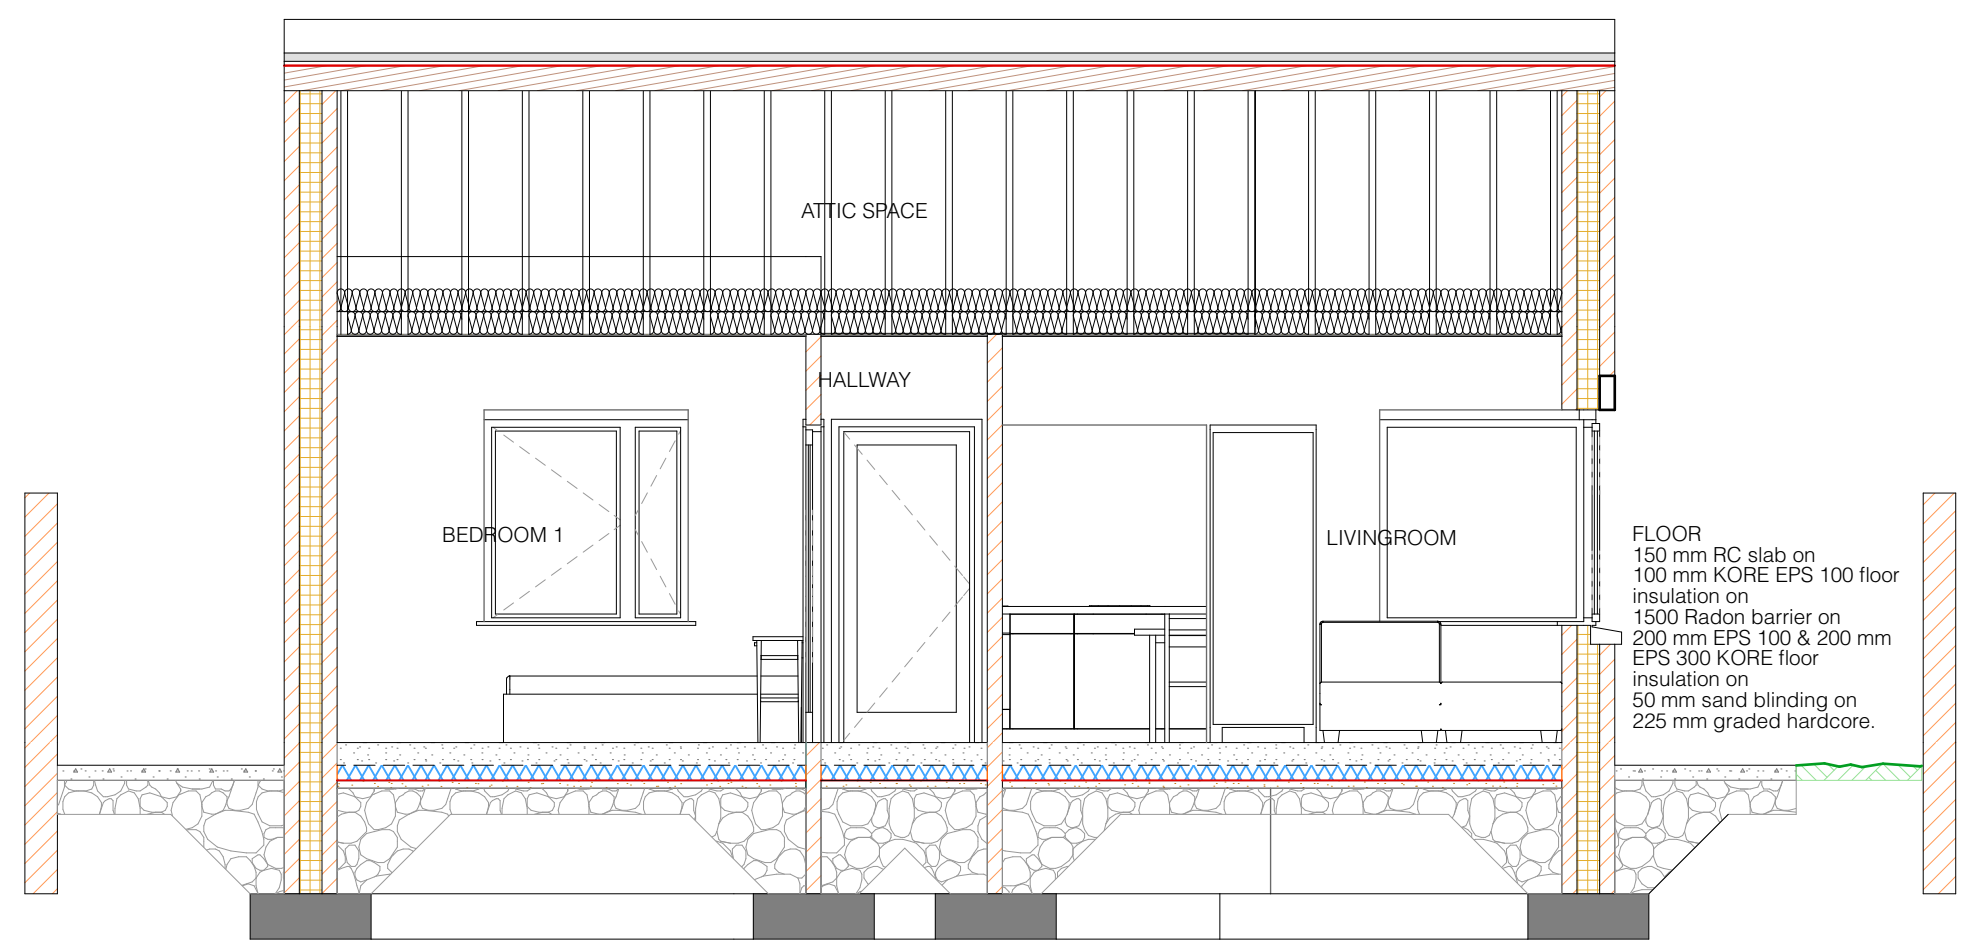 ATTIC SPACE
HALLWAY
BEDROOM 1
LIVINGROOM
FLOOR
150 mm RC slab on
100 mm KORE EPS 100 floor
insulation on
1500 Radon barrier on
200 mm EPS 100 & 200 mm
EPS 300 KORE floor
insulation on
50 mm sand blinding on
225 mm graded hardcore.